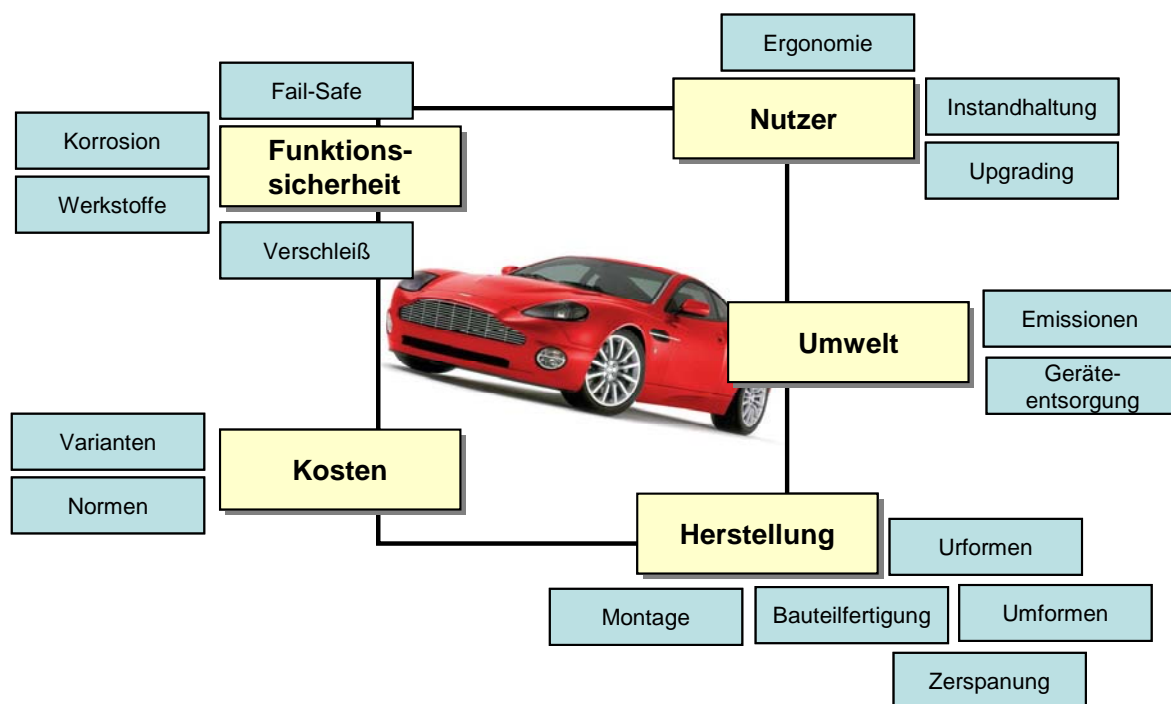 Ergonomie
Fail-Safe
Nutzer
Instandhaltung
Korrosion
Funktions-
sicherheit
Upgrading
Werkstoffe
Verschleiß
Umwelt
Emissionen
Geräte-
entsorgung
Varianten
Kosten
Normen
Herstellung
Urformen
Montage
Bauteilfertigung
Umformen
Zerspanung